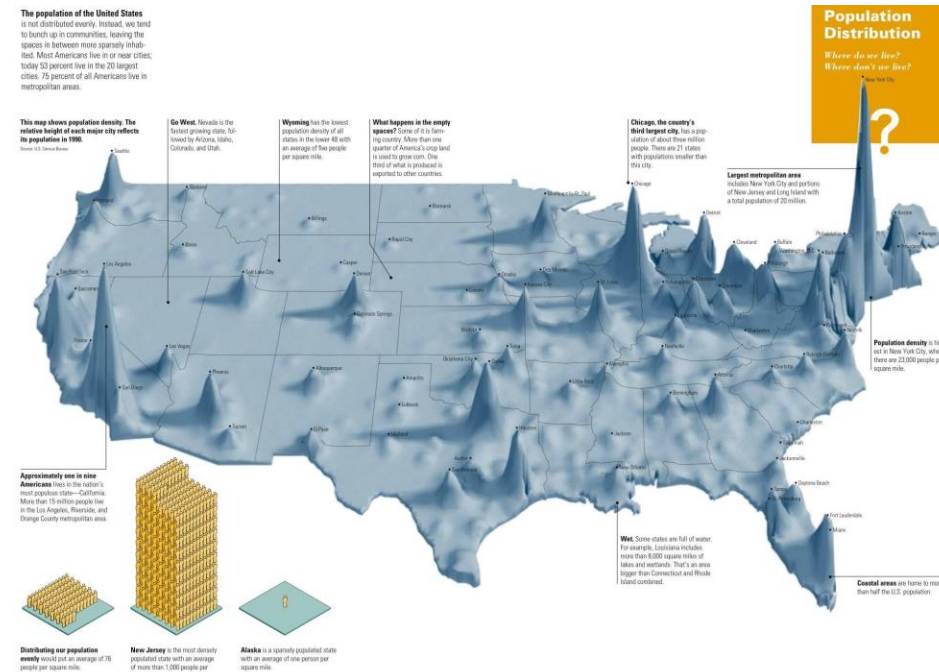 The population of the United States
is not distributed evenly. Instead, we tend
to bunch up in communities, leaving the
spaces in between more sparsely inhab-
ited. Most Americans live in or near cities;
today 53 percent live in the 20 largest
cities. 75 percent of all Americans live in
metropolitan areas.
Population
Distribution
Where do we live?
Where don't we live?
?
New York City
This map shows population density. The
relative height of each major city reflects
its population in 1990.
Source: U.S. Census Bureau
Go West. Nevada is the
fastest growing state, fol-
lowed by Arizona, Idaho,
Colorado, and Utah.
Wyoming has the lowest
population density of all
states in the lower 48 with
an average of five people
per square mile.
What happens in the empty
spaces? Some of it is farm-
ing country. More than one
quarter of America's crop land
is used to grow corn. One
third of what is produced is
exported to other countries.
Chicago, the country's
third largest city, has a pop-
ulation of about three million
people. There are 21 states
with populations smaller than
this city.
Largest metropolitan area
includes New York City and portions
of New Jersey and Long Island with
a total population of 20 million.
Seattle
Billings
Bismarck
Minneapolis-St. Paul
Chicago
Detroit
Boston
Bangor
Boise
Rapid City
Cleveland
Buffalo
Philadelphia
Los Angeles
Salt Lake City
Casper
Denver
Omaha
Des Moines
Kansas City
St. Louis
Baltimore
Sacramento
Colorado Springs
Las Vegas
San Diego
Phoenix
Tucson
Albuquerque
El Paso
Amarillo
Lubbock
Midland
Wichita
Oklahoma City
Tulsa
Austin
Houston
Little Rock
Memphis
Nashville
Birmingham
Atlanta
Jackson
New Orleans
Charlotte
Raleigh-Durham
Norfolk
Charleston
Jacksonville
Daytona Beach
Fort Lauderdale
Miami
Population density is hi
est in New York City, whe
there are 23,000 people p
square mile.
Approximately one in nine
Americans lives in the nation's
most populous state—California.
More than 15 million people live
in the Los Angeles, Riverside, and
Orange County metropolitan area.
Wet. Some states are full of water.
For example, Louisiana includes
more than 8,000 square miles of
lakes and wetlands. That's an area
bigger than Connecticut and Rhode
Island combined.
Coastal areas are home to mo
than half the U.S. population.
Distributing our population
evenly would put an average of 76
people per square mile.
New Jersey is the most densely
populated state with an average
of more than 1,000 people per
Alaska is a sparsely populated state
with an average of one person per
square mile.